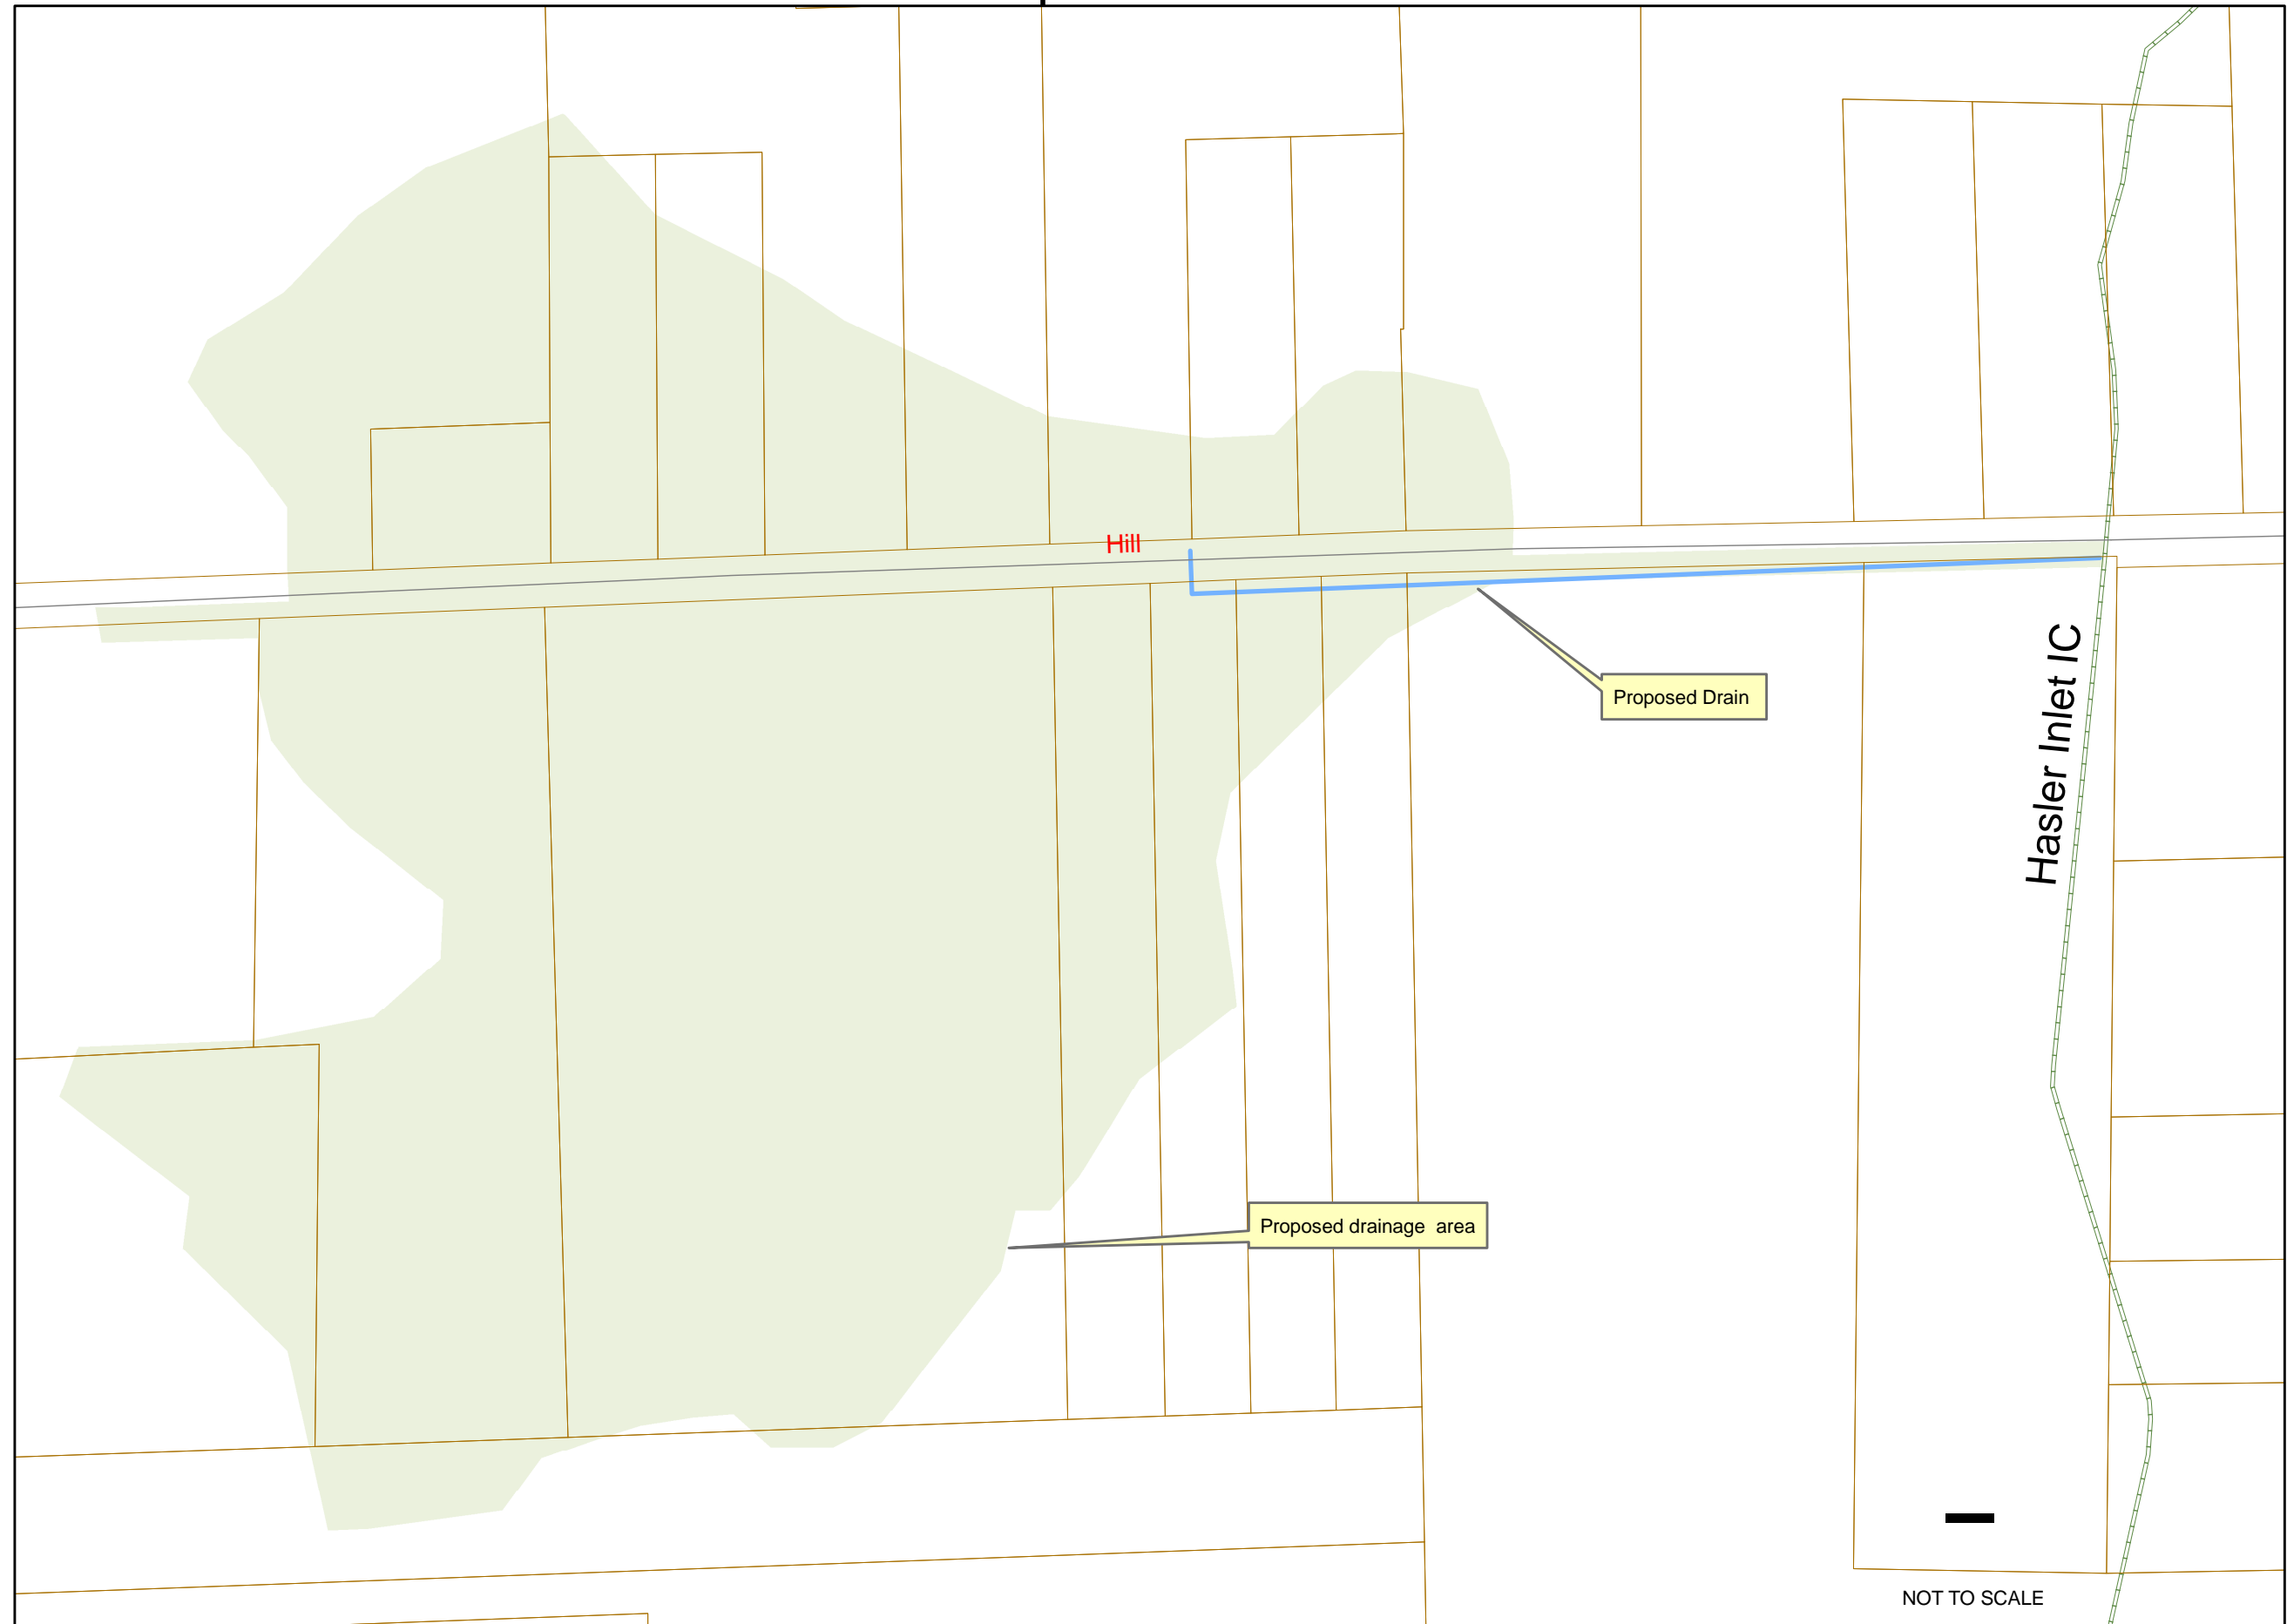 Hill
Proposed Drain
Hasler Inlet IC
Proposed drainage area
NOT TO SCALE